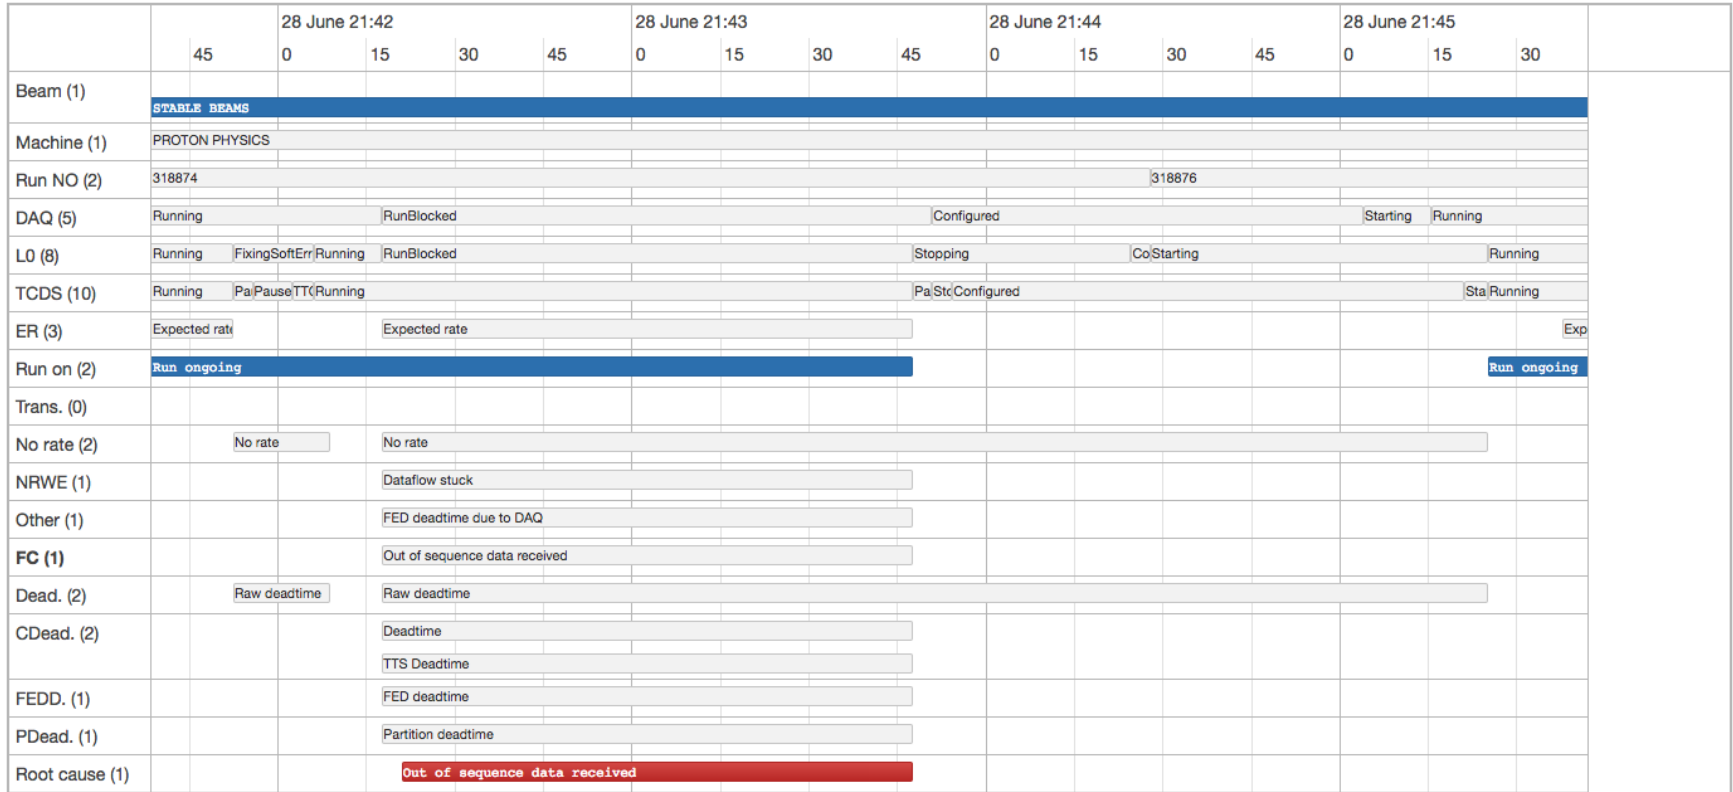 28 June 21:42 28 June 21:43 28 June 21:44 28 June 21:45
45 0 15 30 45 0 15 30 45 0 15 30 45 0 15 30
Beam (1)
STABLE BEAMS
Machine (1) PROTON PHYSICS
Run NO (2) 318874 318876
DAQ (5) Running RunBlocked Configured Starting Running
L0 (8) Running FixingSoftErr Running RunBlocked Stopping Co Starting Running
TCDS (10) Running Pa Pause TT( Running Pa Sto Configured Sta Running
ER (3) Expected rate Expected rate Exp
Run on (2) Run ongoing Run ongoing
Trans. (0)
No rate (2) No rate No rate
NRWE (1) Dataflow stuck
Other (1) FED deadtime due to DAQ
FC (1) Out of sequence data received
Dead. (2) Raw deadtime Raw deadtime
CDead. (2) Deadtime
TTS Deadtime
FEDD. (1) FED deadtime
PDead. (1) Partition deadtime
Root cause (1) Out of sequence data received